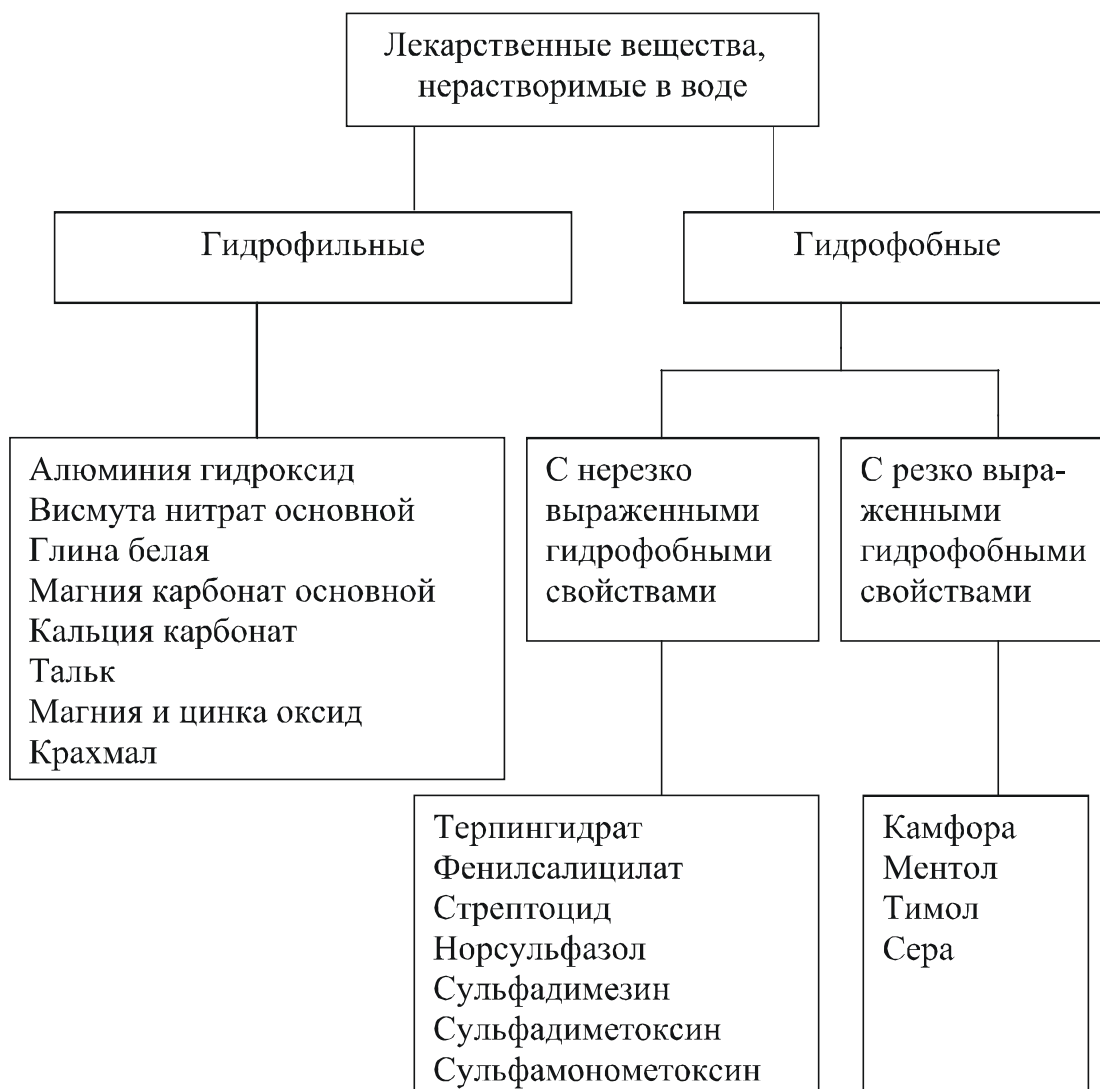 Лекарственные вещества,
нерастворимые в воде
Гидрофильные
Гидрофобные
Алюминия гидроксид
Висмута нитрат основной
Глина белая
Магния карбонат основной
Кальция карбонат
Тальк
Магния и цинка оксид
Крахмал
С нерезко
выраженными
гидрофобными
свойствами
С резко выра-
женными
гидрофобными
свойствами
Терпингидрат
Фенилсалицилат
Стрептоцид
Норсульфазол
Сульфадимезин
Сульфадиметоксин
Сульфамонометоксин
Камфора
Ментол
Тимол
Сера